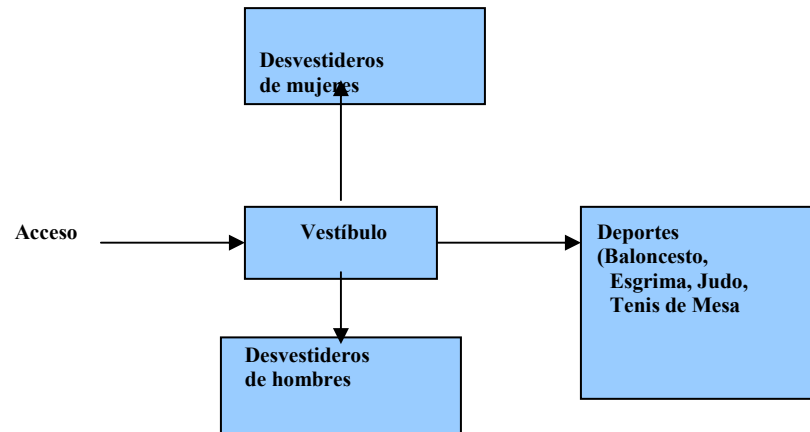 Desvestideros
de mujeres
Acceso
Vestíbulo
Deportes
(Baloncesto,
Esgrima, Judo,
Tenis de Mesa
Desvestideros
de hombres